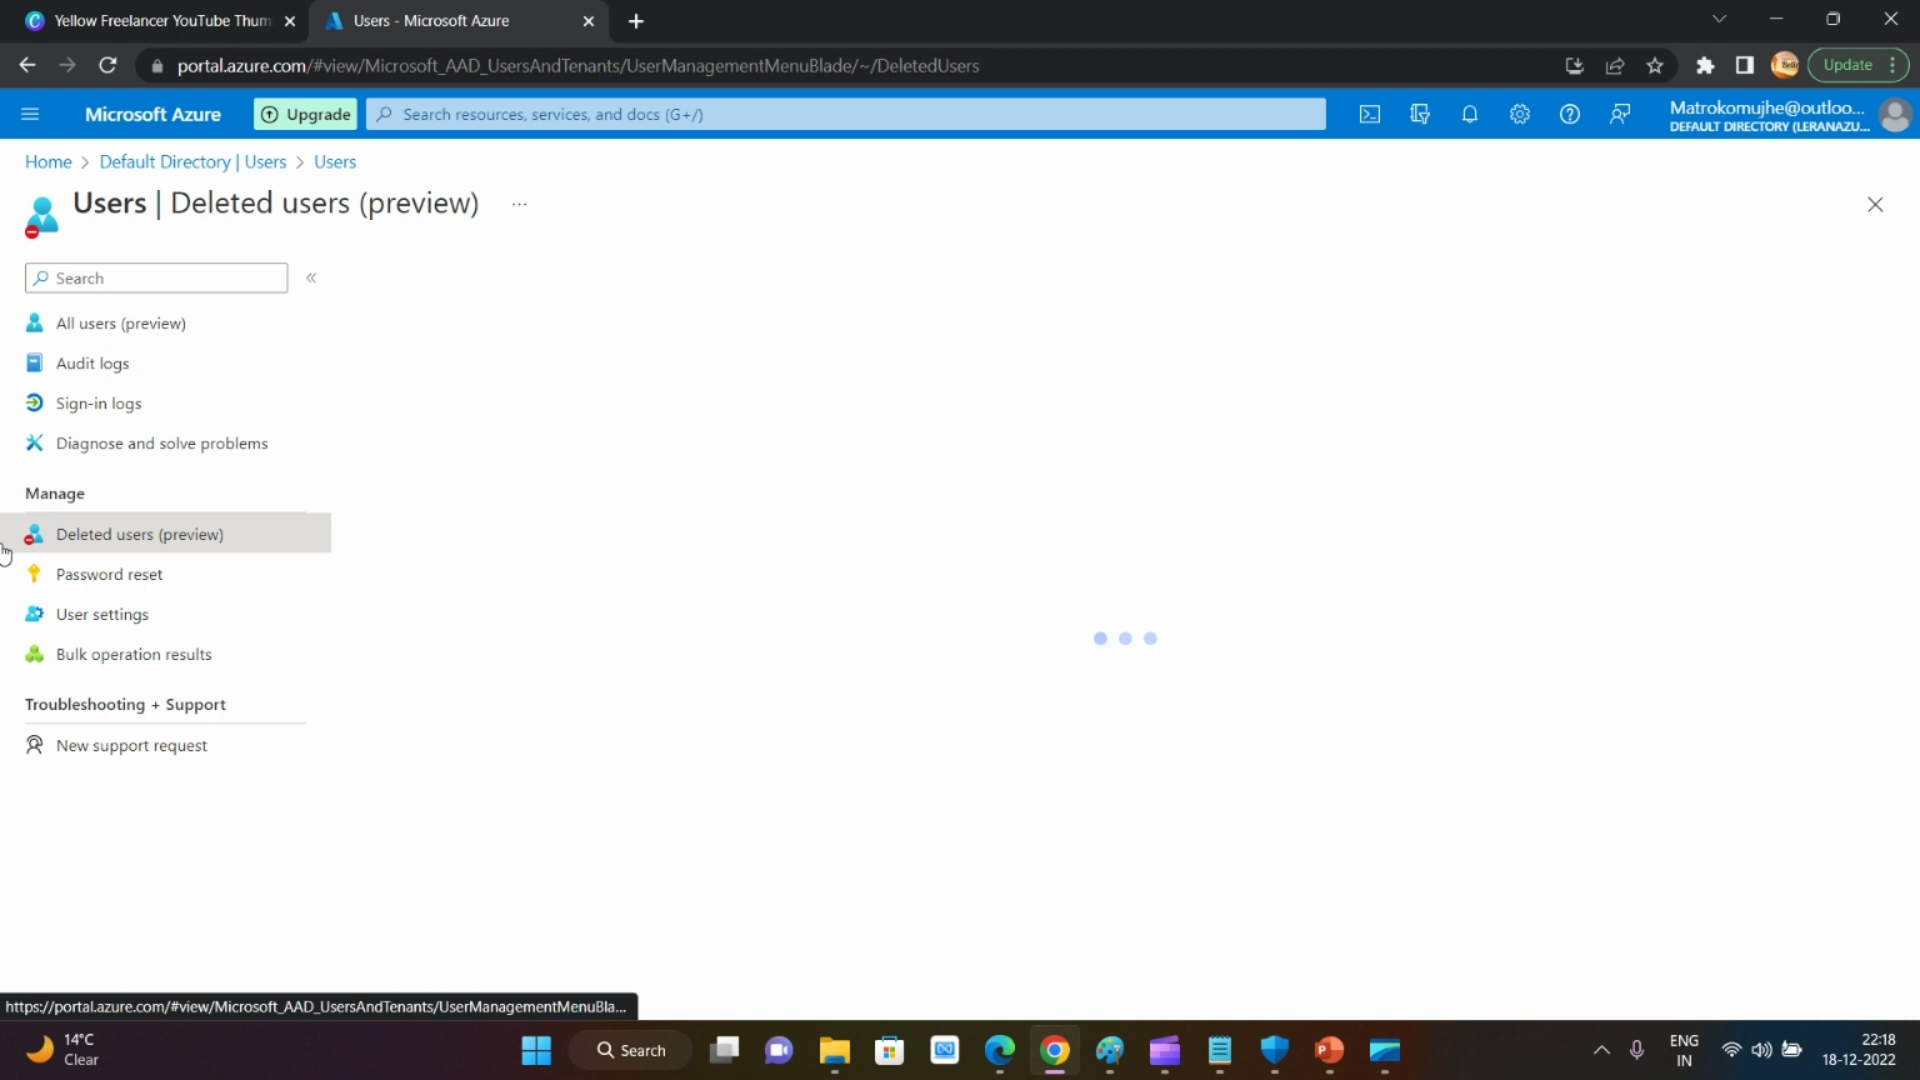 Yellow Freelancer YouTube Thum
Users - Microsoft Azure
portal.azure.com/#view/Microsoft_AAD_UsersAndTenants/UserManagementMenuBlade/~/DeletedUsers
Update
Microsoft Azure
Upgrade
Search resources, services, and docs (G+/)
Matrokomujhe@outloo...
DEFAULT DIRECTORY (LERANAZU...
Home > Default Directory | Users > Users
Users | Deleted users (preview) ...
Search
«
All users (preview)
Audit logs
Sign-in logs
Diagnose and solve problems
Manage
Deleted users (preview)
Password reset
User settings
Bulk operation results
Troubleshooting + Support
New support request
https://portal.azure.com/#view/Microsoft_AAD_UsersAndTenants/UserManagementMenuBla...
14°C
Clear
Search
ENG
IN
22:18
18-12-2022